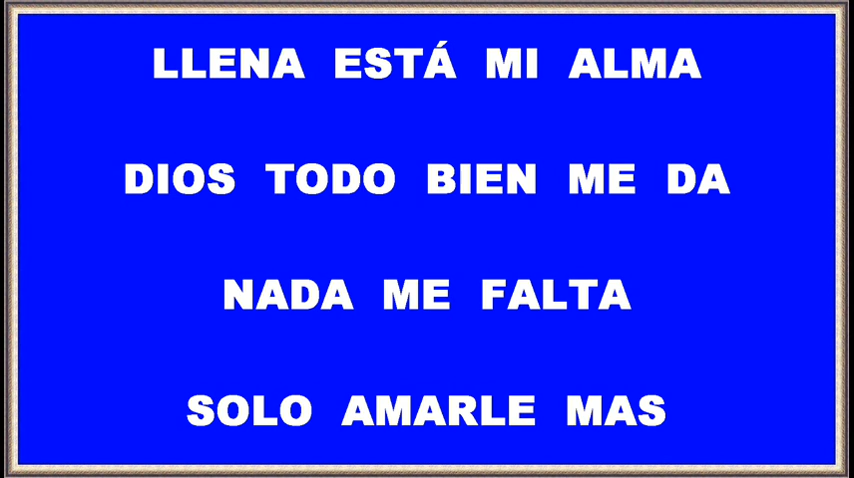 LLENA ESTÁ MI ALMA
DIOS TODO BIEN ME DA
NADA ME FALTA
SOLO AMARLE MAS